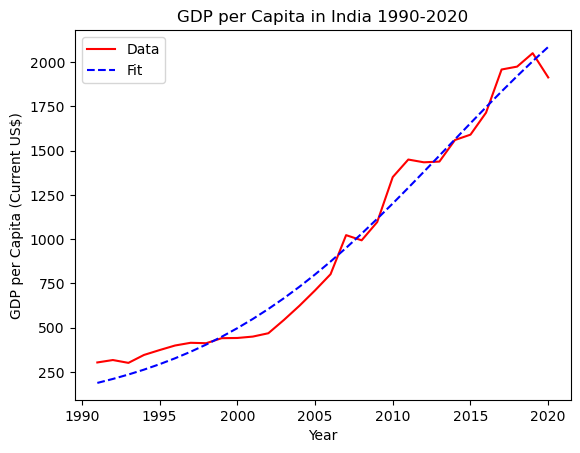 GDP per Capita in India 1990-2020
Data
Fit
GDP per Capita (Current US$)
2000
1750
1500
1250
1000
750
500
250
1990 1995 2000 2005 2010 2015 2020
Year